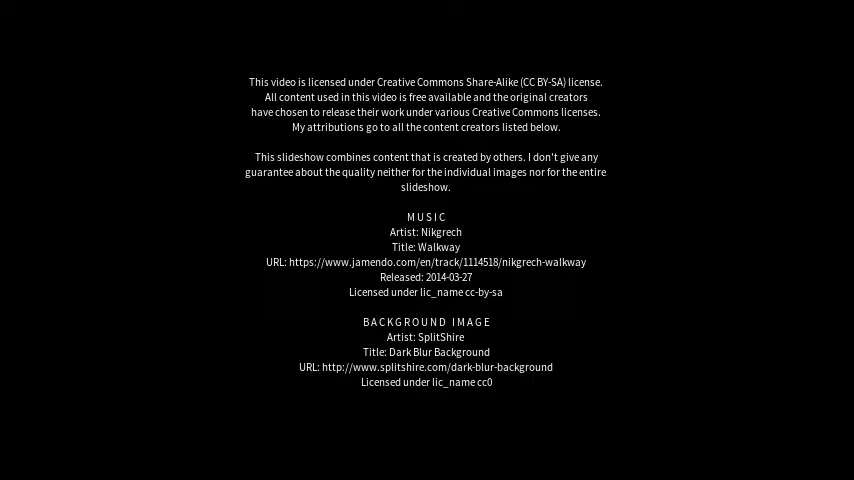 This video is licensed under Creative Commons Share-Alike (CC BY-SA) license.
All content used in this video is free available and the original creators
have chosen to release their work under various Creative Commons licenses.
My attributions go to all the content creators listed below.
This slideshow combines content that is created by others. I don't give any
guarantee about the quality neither for the individual images nor for the entire
slideshow.
MUSIC
Artist: Nikgrech
Title: Walkway
URL: https://www.jamendo.com/en/track/1114518/nikgrech-walkway
Released: 2014-03-27
Licensed under lic_name cc-by-sa
BACKGROUND IMAGE
Artist: SplitShire
Title: Dark Blur Background
URL: http://www.splitshire.com/dark-blur-background
Licensed under lic_name cc0